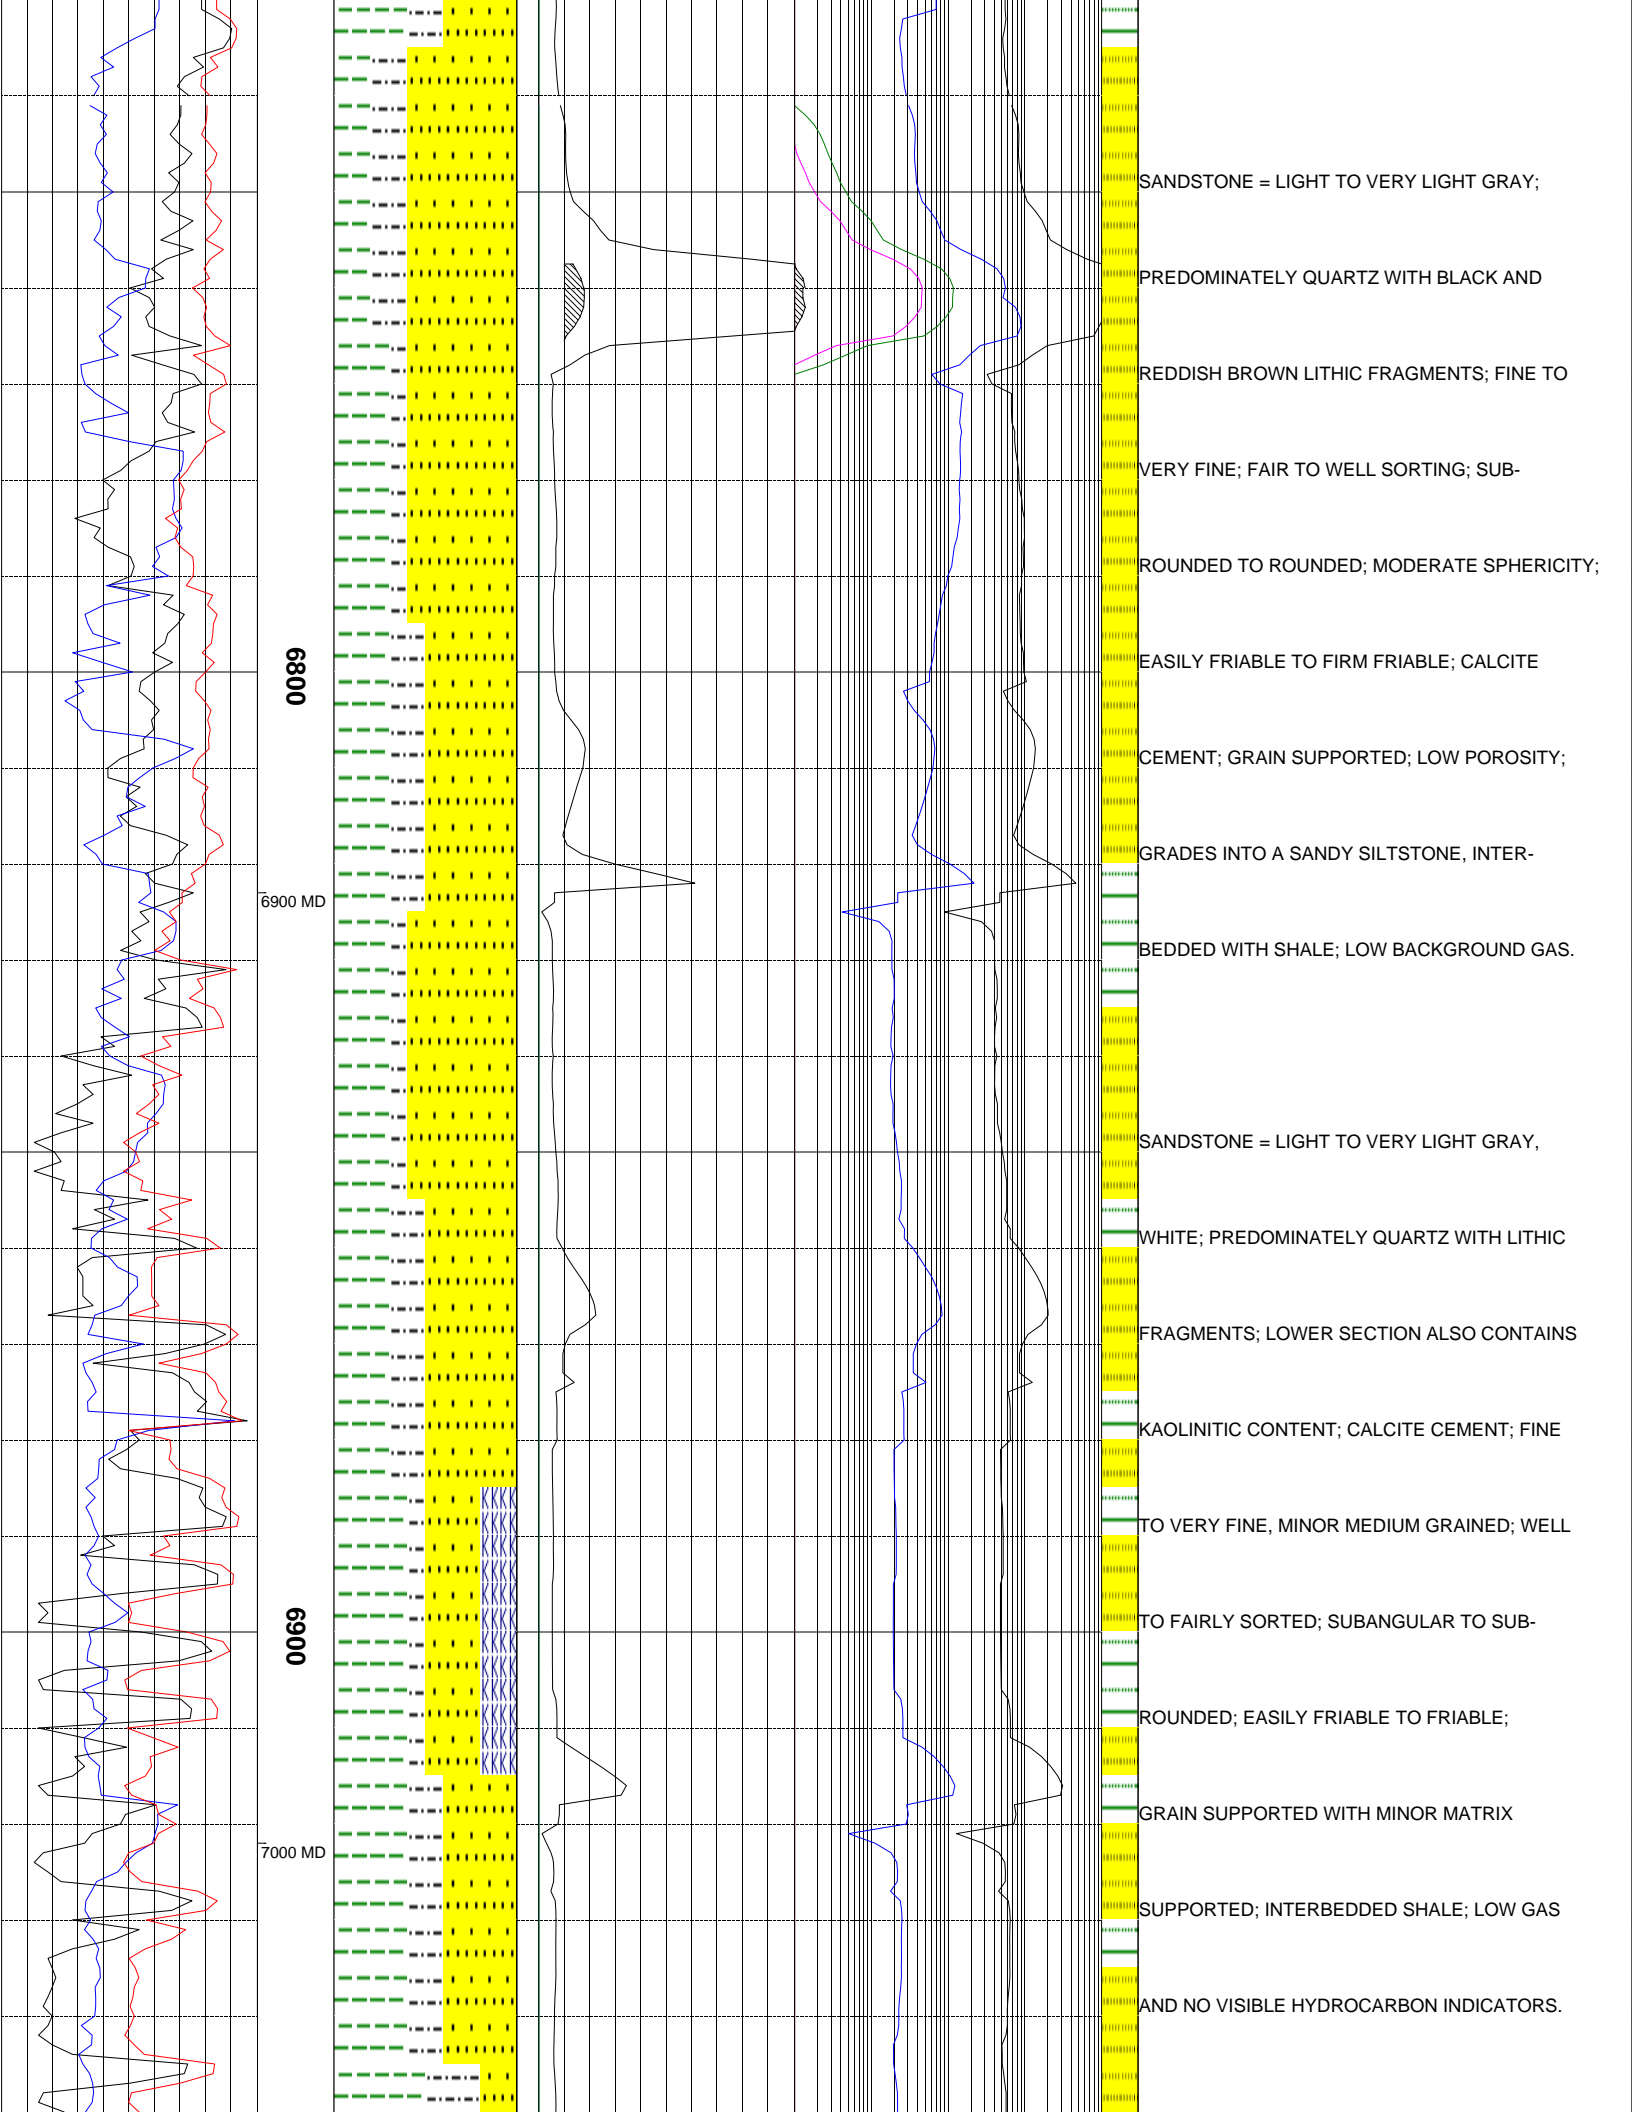 SANDSTONE = LIGHT TO VERY LIGHT GRAY;
PREDOMINATELY QUARTZ WITH BLACK AND
REDDISH BROWN LITHIC FRAGMENTS; FINE TO
VERY FINE; FAIR TO WELL SORTING; SUB-
ROUNDED TO ROUNDED; MODERATE SPHERICITY;
6800
EASILY FRIABLE TO FIRM FRIABLE; CALCITE
CEMENT; GRAIN SUPPORTED; LOW POROSITY;
GRADES INTO A SANDY SILTSTONE, INTER-
6900 MD
BEDDED WITH SHALE; LOW BACKGROUND GAS.
SANDSTONE = LIGHT TO VERY LIGHT GRAY,
WHITE; PREDOMINATELY QUARTZ WITH LITHIC
FRAGMENTS; LOWER SECTION ALSO CONTAINS
KAOLINITIC CONTENT; CALCITE CEMENT; FINE
TO VERY FINE, MINOR MEDIUM GRAINED; WELL
TO FAIRLY SORTED; SUBANGULAR TO SUB-
6900
ROUNDED; EASILY FRIABLE TO FRIABLE;
GRAIN SUPPORTED WITH MINOR MATRIX
7000 MD
SUPPORTED; INTERBEDDED SHALE; LOW GAS
AND NO VISIBLE HYDROCARBON INDICATORS.